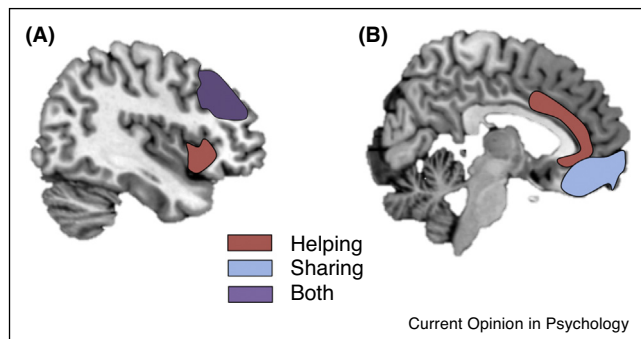 (A)
(B)
Helping
Sharing
Both
Current Opinion in Psychology